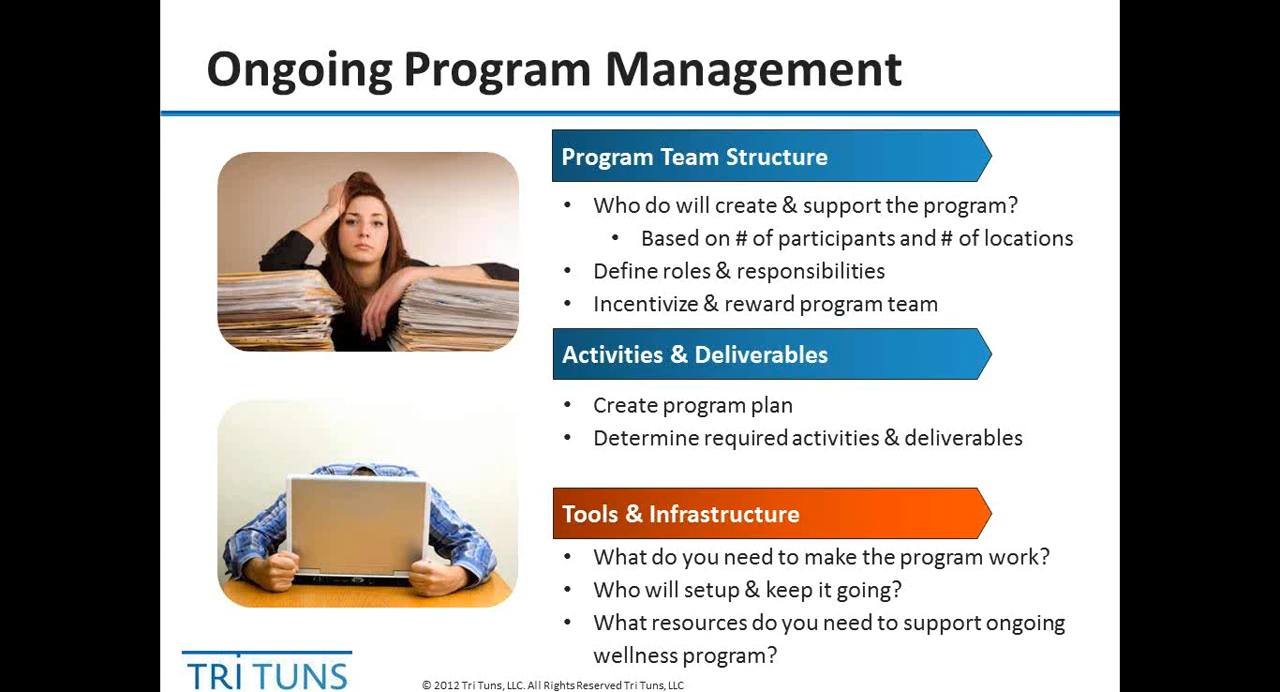 Ongoing Program Management
Program Team Structure
• Who do will create & support the program?
• Based on # of participants and # of locations
• Define roles & responsibilities
• Incentivize & reward program team
Activities & Deliverables
• Create program plan
• Determine required activities & deliverables
Tools & Infrastructure
• What do you need to make the program work?
• Who will setup & keep it going?
• What resources do you need to support ongoing
wellness program?
TRi TUNS
© 2012 Tri Tuns, LLC. All Rights Reserved Tri Tuns, LLC